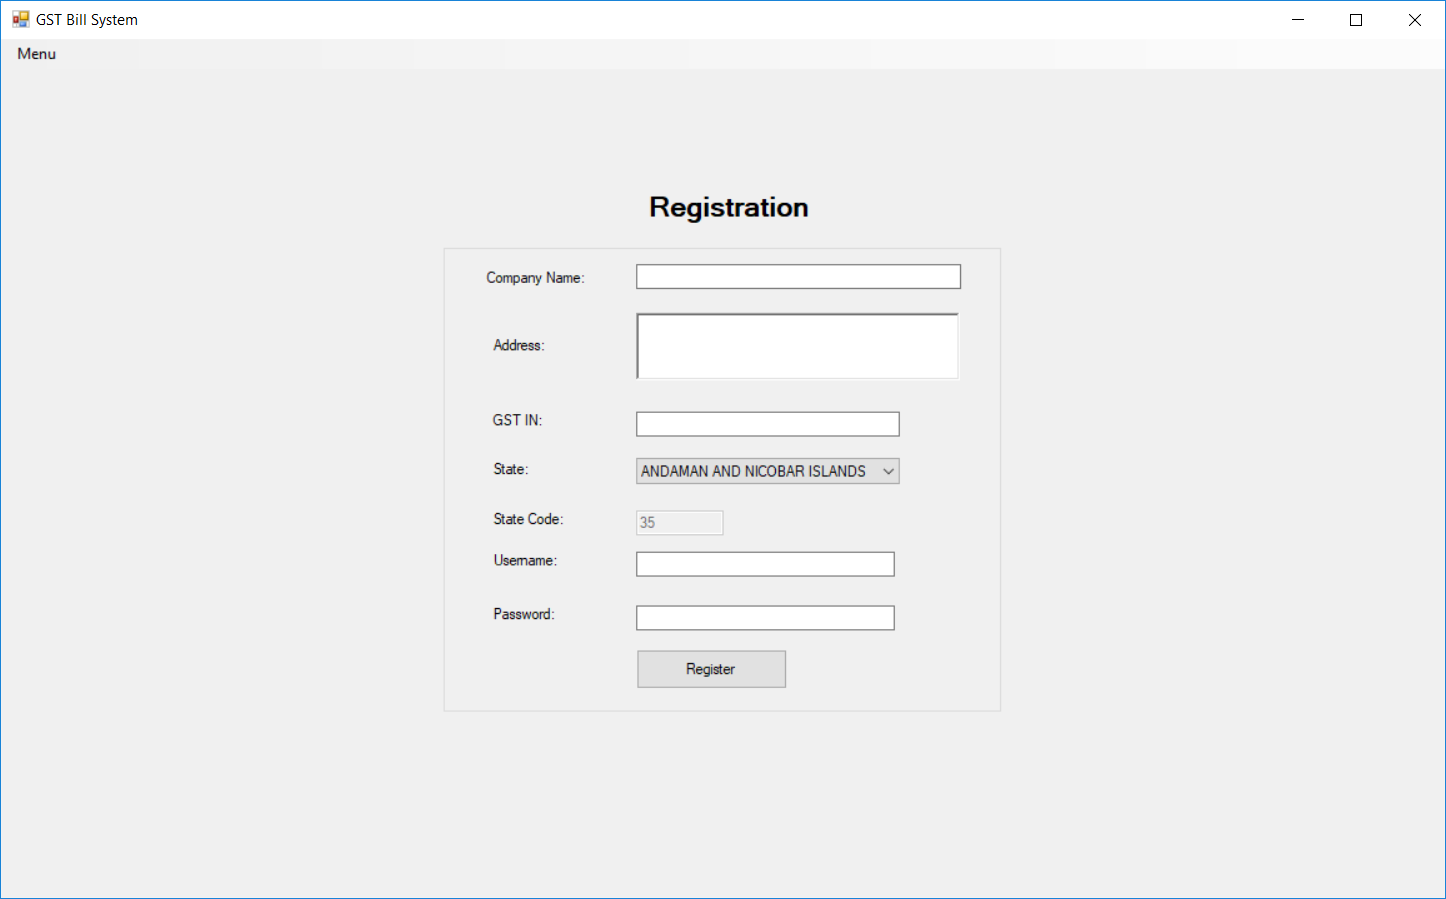 GST Bill System
Menu
Registration
Company Name:
Address:
GST IN:
State: ANDAMAN AND NICOBAR ISLANDS
State Code: 35
Username:
Password:
Register